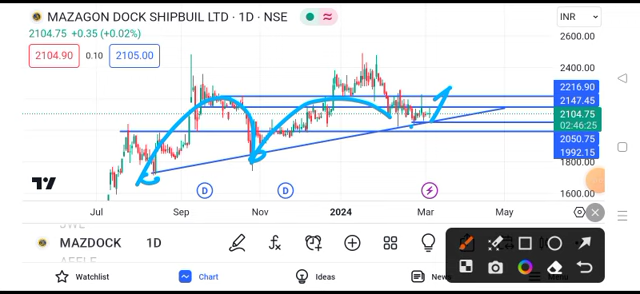 MAZAGON DOCK SHIPBUIL LTD · 1D · NSE
INR
2104.75 +0.35 (+0.02%)
2104.90 0.10 2105.00
2600.00
2400.00
2216.90
2147.45
2104.75
02:46:25
2050.75
1992.15
1800.00
1600.00
D D
Jul Sep Nov 2024 Mar May
MAZDOCK 1D
Watchlist Chart Ideas News Menu